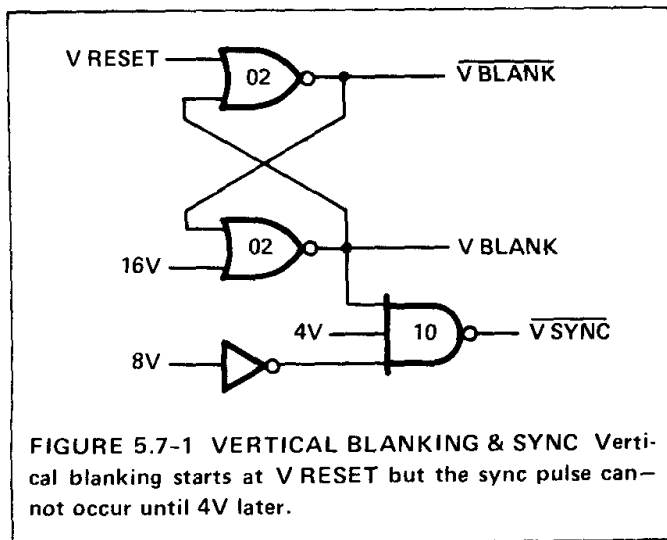 V RESET
02
V BLANK
02
16V
V BLANK
4V
10
V SYNC
8V
FIGURE 5.7-1 VERTICAL BLANKING & SYNC Verti-
cal blanking starts at V RESET but the sync pulse can-
not occur until 4V later.